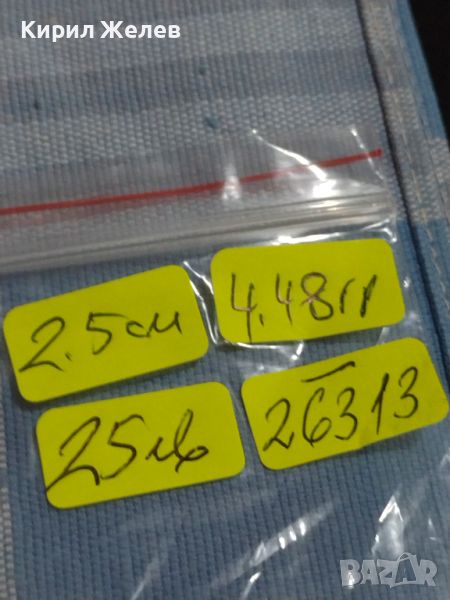 Кирил Желев
2.5см
4.48гр
25лв
26313
BAZAR